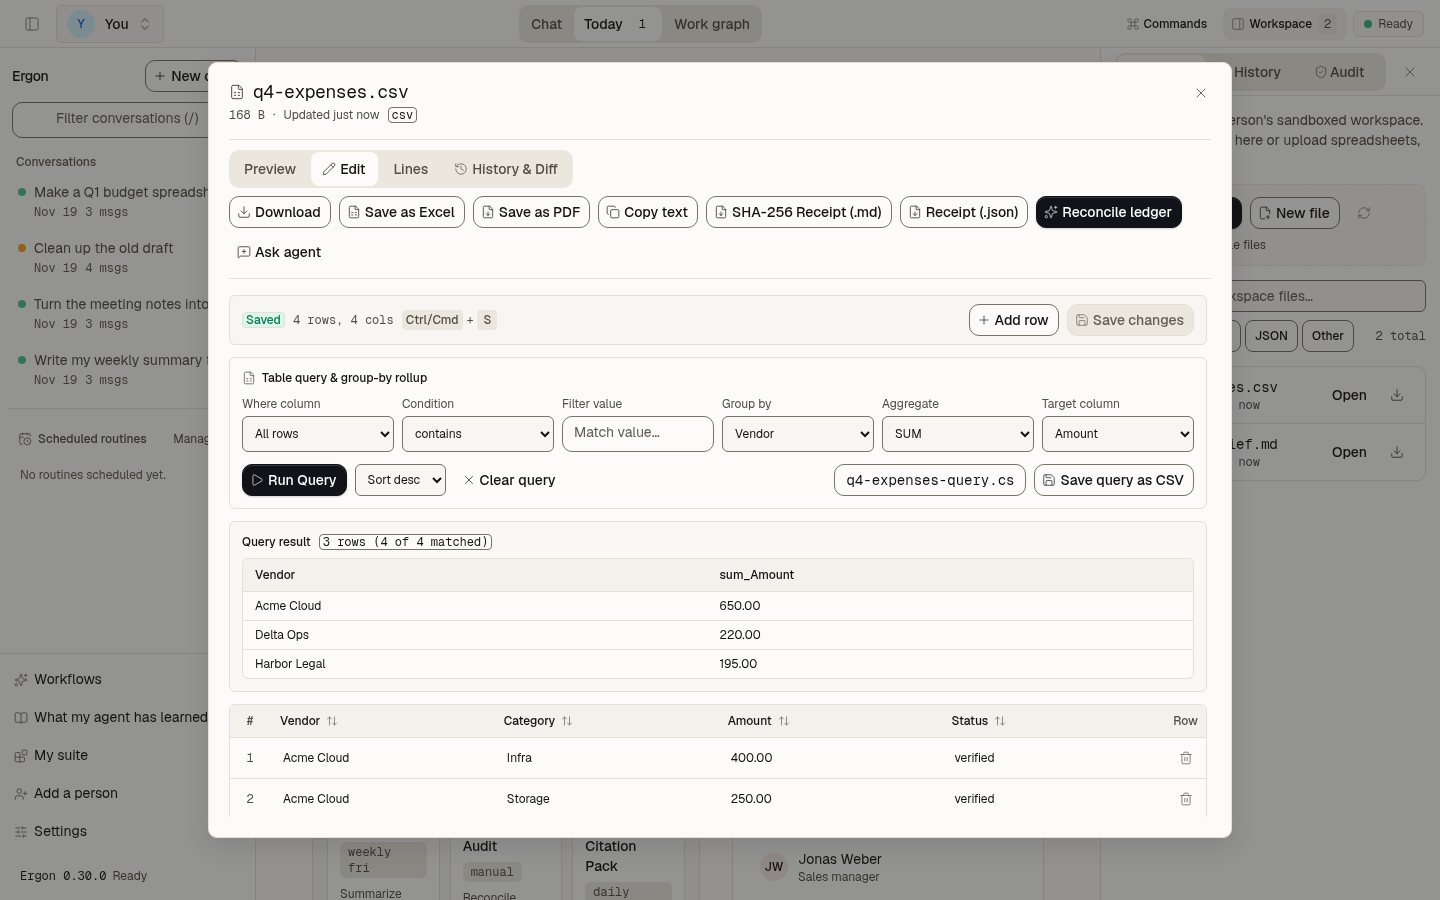 Y You
Chat Today 1 Work graph
Commands Workspace 2 Ready
Ergon
New
Filter conversations (/)
Conversations
Make a Q1 budget
Nov 19 3 msgs
Clean up the old draft
Nov 19 4 msgs
Turn the meeting notes into
Nov 19 3 msgs
Write my weekly summary
Nov 19 3 msgs
Scheduled routines
No routines scheduled yet.
Workflows
What my agent has learned
My suite
Add a person
Settings
Ergon 0.30.0 Ready
q4-expenses.csv
168 B · Updated just now csv
Preview Edit Lines History & Diff
Download Save as Excel Save as PDF Copy text SHA-256 Receipt (.md) Receipt (.json) Reconcile ledger
Ask agent
Saved 4 rows, 4 cols Ctrl/Cmd + S Add row Save changes
Table query & group-by rollup
Where column Condition Filter value Group by Aggregate Target column
All rows contains Match value... Vendor SUM Amount
Run Query Sort desc Clear query q4-expenses-query.cs Save query as CSV
Query result 3 rows (4 of 4 matched)
Vendor sum_Amount
Acme Cloud 650.00
Delta Ops 220.00
Harbor Legal 195.00
# Vendor Category Amount Status Row
1 Acme Cloud Infra 400.00 verified
2 Acme Cloud Storage 250.00 verified
History Audit
sandboxed workspace.
here or upload spreadsheets,
New file
files
files...
JSON Other 2 total
.csv Open
now
.md Open
now
weekly
fri
Summarize
Audit
manual
Reconcile
Citation
Pack
daily
JW Jonas Weber
Sales manager